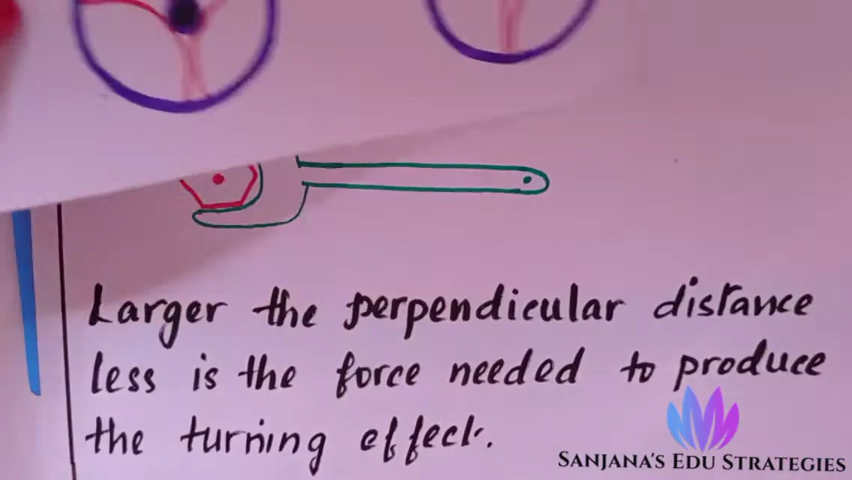 Larger the perpendicular distance
less is the force needed to produce
the turning effect.
SANJANA'S EDU STRATEGIES